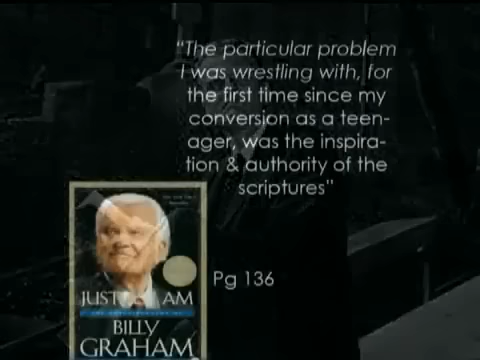 “The particular problem
I was wrestling with, for
the first time since my
conversion as a teen-
ager, was the inspira-
tion & authority of the
scriptures”
Pg 136
JUST AM
BILLY
GRAHAM